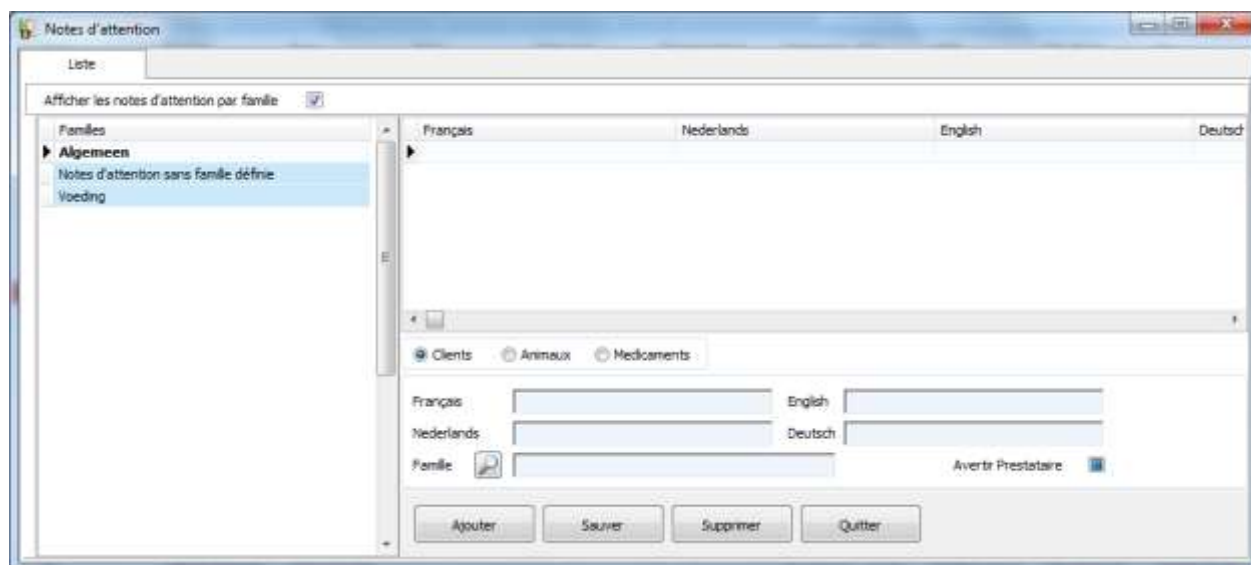 Notes d'attention
Liste
Afficher les notes d'attention par famille
Familles
Algemeen
Notes d'attention sans famille définie
Voeding
Français Nederlands English Deutsch
Clients Animaux Medicaments
Français English
Nederlands Deutsch
Famille Avertir Prestataire
Ajouter Sauver Supprimer Quitter